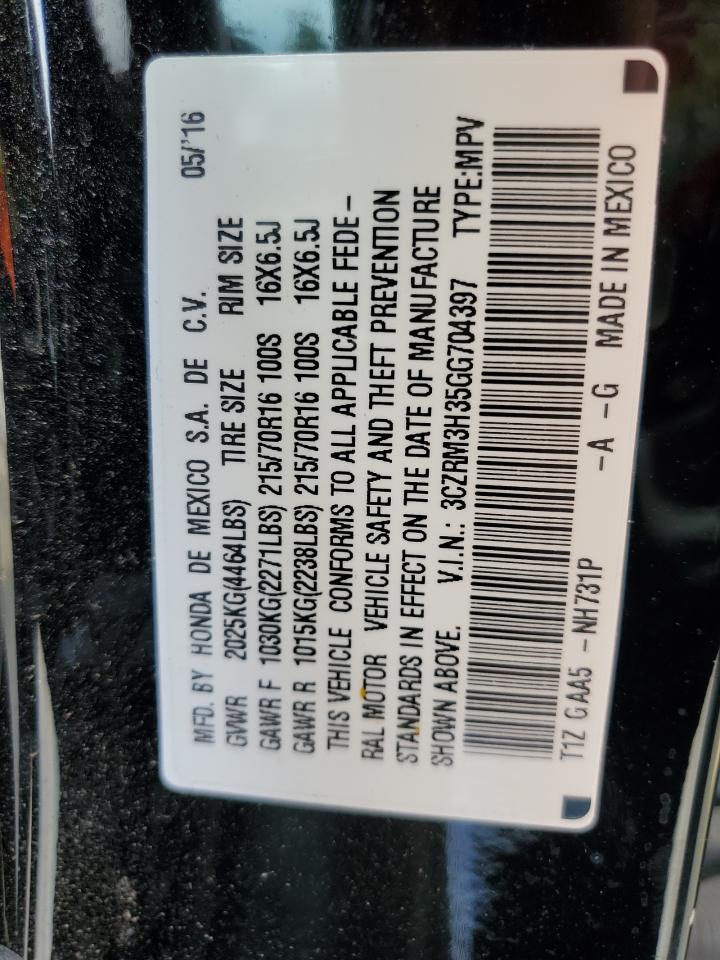 MFD. BY HONDA DE MEXICO S.A. DE C.V. 05/'16
GVWR 2025KG(4464LBS) TIRE SIZE RIM SIZE
GAWR F 1030KG(2271LBS) 215/70R16 100S 16X6.5J
GAWR R 1015KG(2238LBS) 215/70R16 100S 16X6.5J
THIS VEHICLE CONFORMS TO ALL APPLICABLE FEDE-
RAL MOTOR VEHICLE SAFETY AND THEFT PREVENTION
STANDARDS IN EFFECT ON THE DATE OF MANUFACTURE
SHOWN ABOVE. V.I.N.: 3CZRM3H35GG704397 TYPE:MPV
T1Z GAA5 -NH731P -A -G MADE IN MEXICO